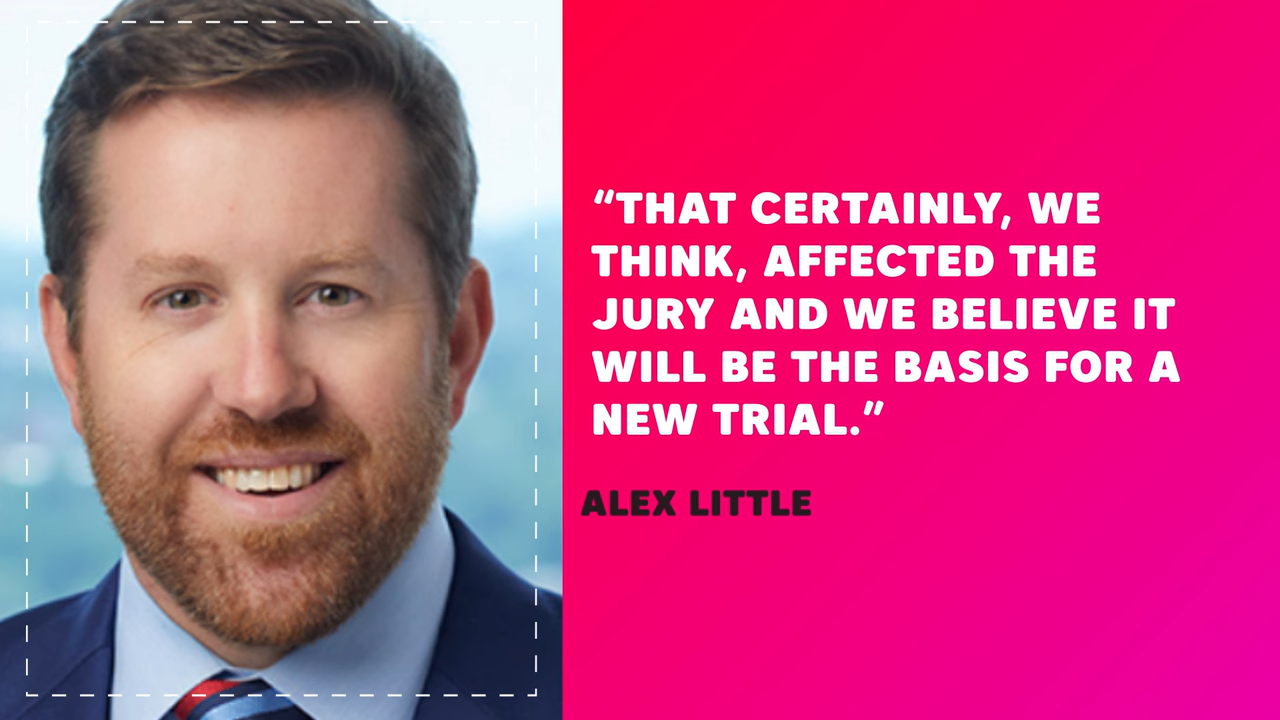 “THAT CERTAINLY, WE
THINK, AFFECTED THE
JURY AND WE BELIEVE IT
WILL BE THE BASIS FOR A
NEW TRIAL.”
ALEX LITTLE